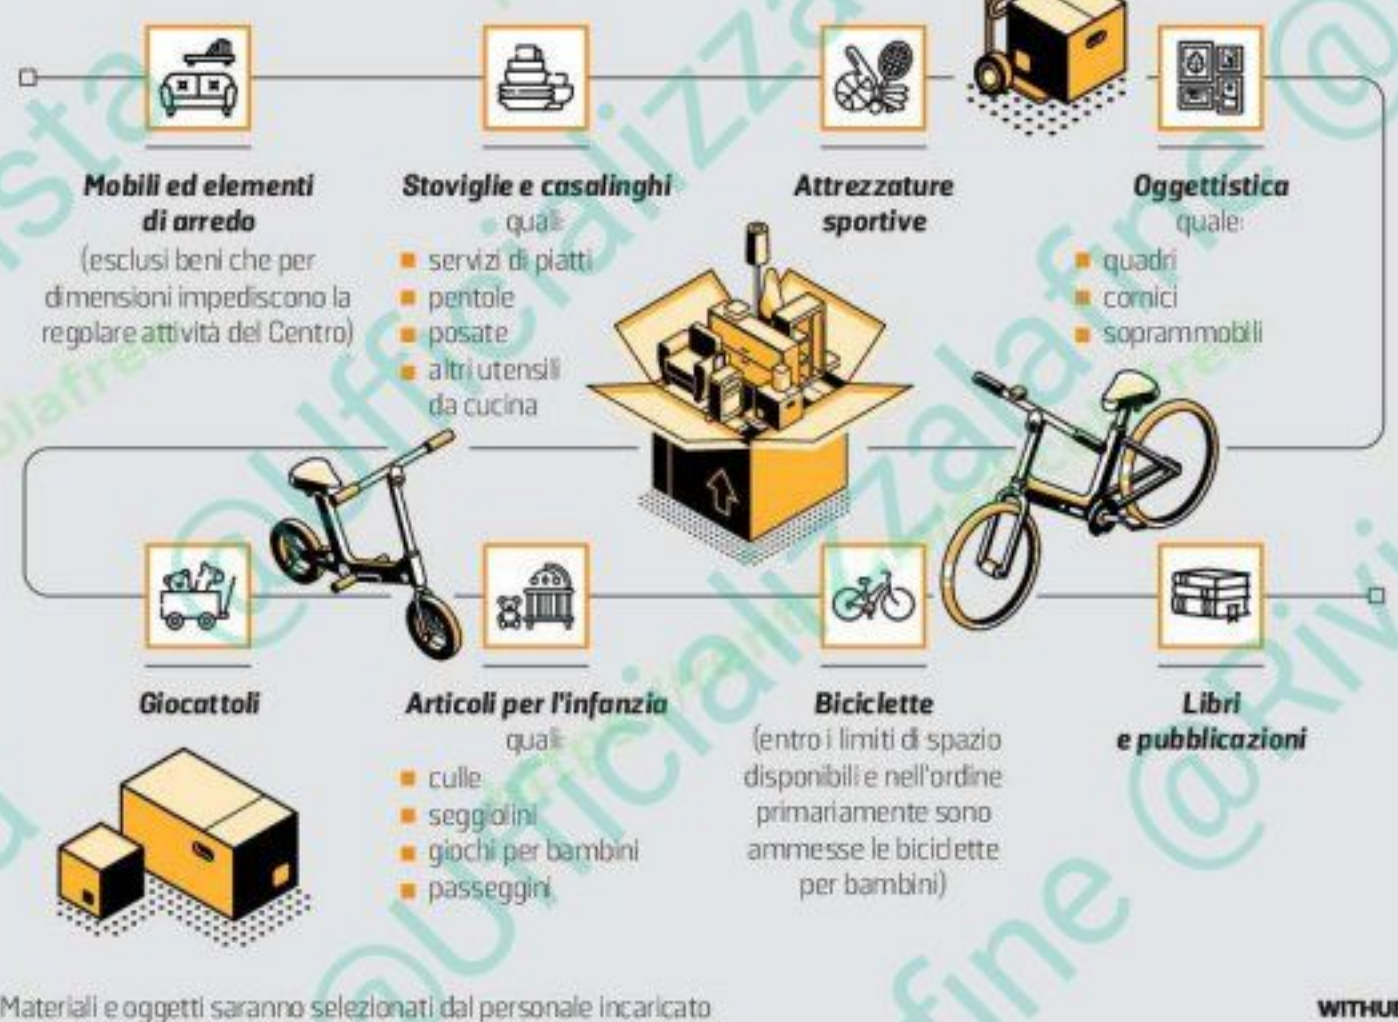 Mobili ed elementi
di arredo
(esclusi beni che per
dimensioni impediscono la
regolare attività del Centro)
Stoviglie e casalinghi
quali:
servizi di piatti
pentole
posate
altri utensili
da cucina
Attrezzature
sportive
Oggettistica
quale:
quadri
cornici
soprammobili
Giocattoli
Articoli per l'infanzia
quali:
culle
seggiolini
giochi per bambini
passeggini
Biciclette
(entro i limiti di spazio
disponibili e nell'ordine
primariamente sono
ammesse le biciclette
per bambini)
Libri
e pubblicazioni
Materiali e oggetti saranno selezionati dal personale incaricato
WITHUB